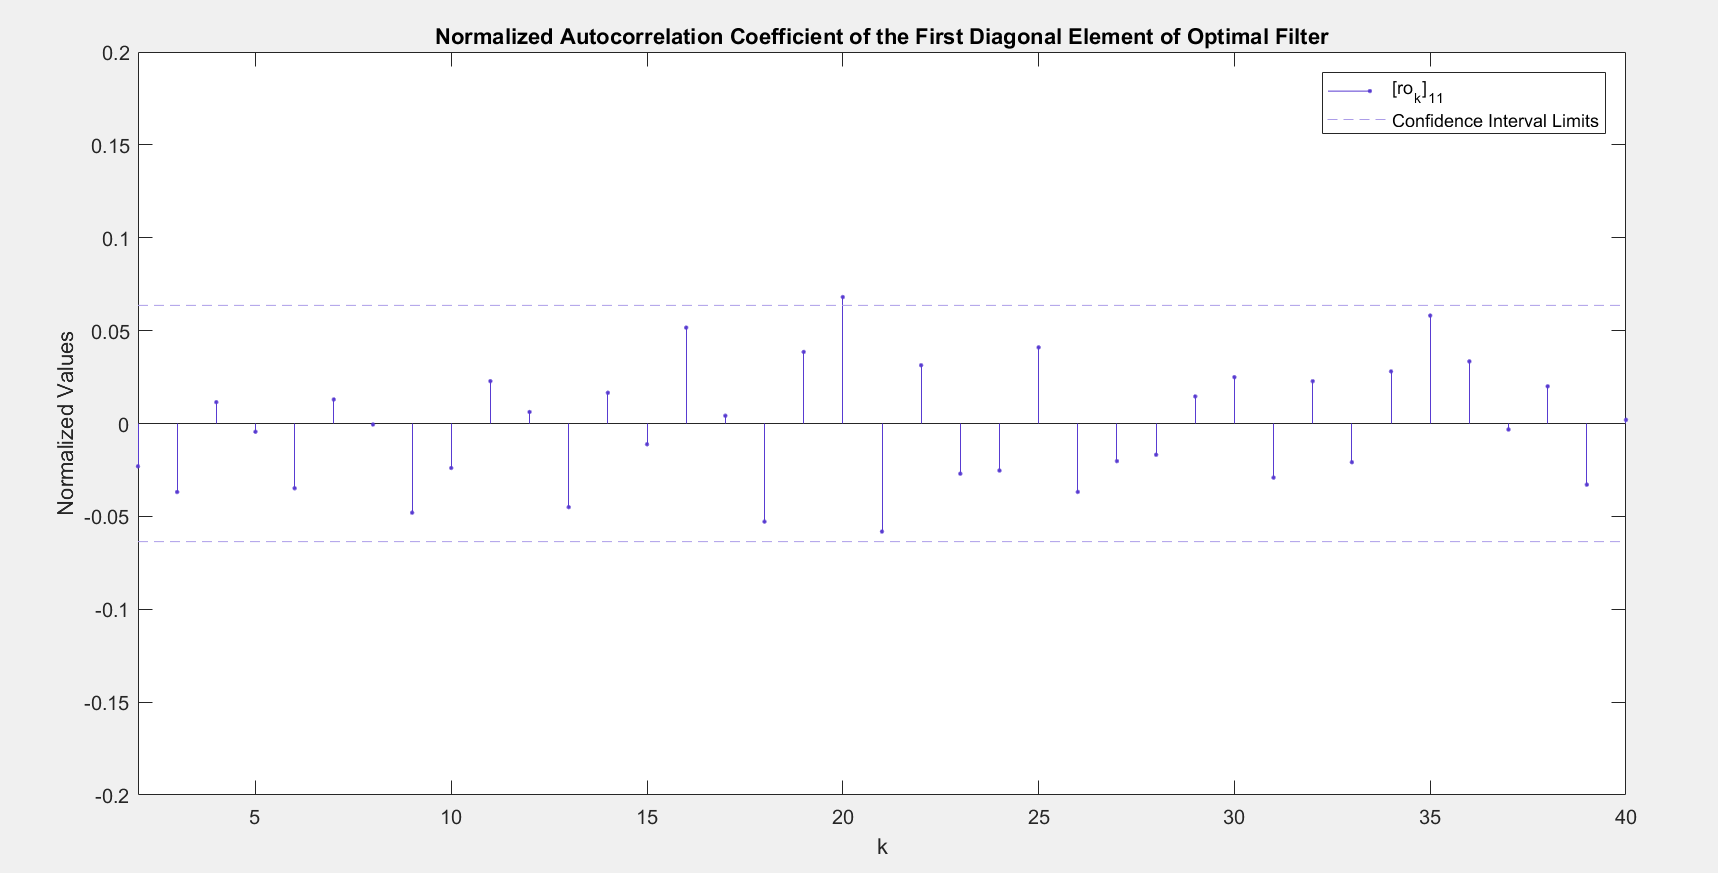 Normalized Autocorrelation Coefficient of the First Diagonal Element of Optimal Filter
[ro_k]_11
Confidence Interval Limits
Normalized Values
0.2
0.15
0.1
0.05
0
-0.05
-0.1
-0.15
-0.2
5 10 15 20 25 30 35 40
k